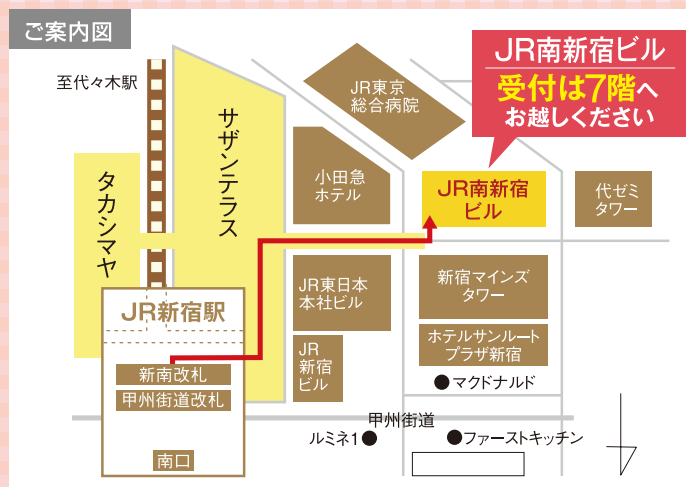 ご案内図
JR南新宿ビル
受付は7階へ
お越しください
至代々木駅
サザンテラス
タカシマヤ
JR東京
総合病院
小田急
ホテル
JR南新宿
ビル
代ゼミ
タワー
JR東日本
本社ビル
新宿マインズ
タワー
JR新宿駅
JR
新宿
ビル
ホテルサンルート
プラザ新宿
新南改札
甲州街道改札
マクドナルド
甲州街道
ルミネ1
ファーストキッチン
南口